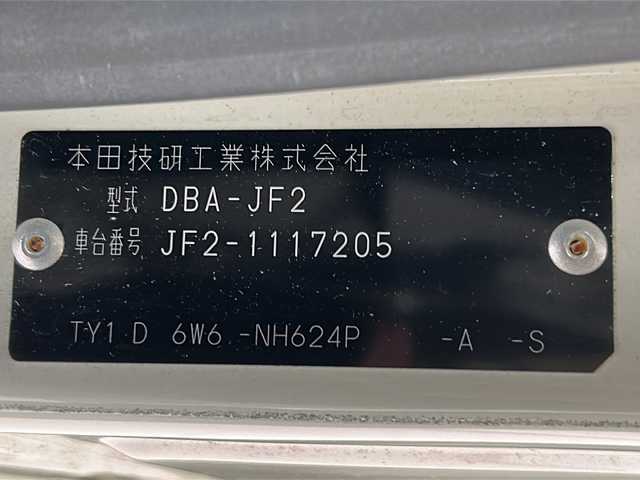 本田技研工業株式会社
型式 DBA-JF2
車台番号 JF2-1117205
TY1 D 6W6 -NH624P -A -S